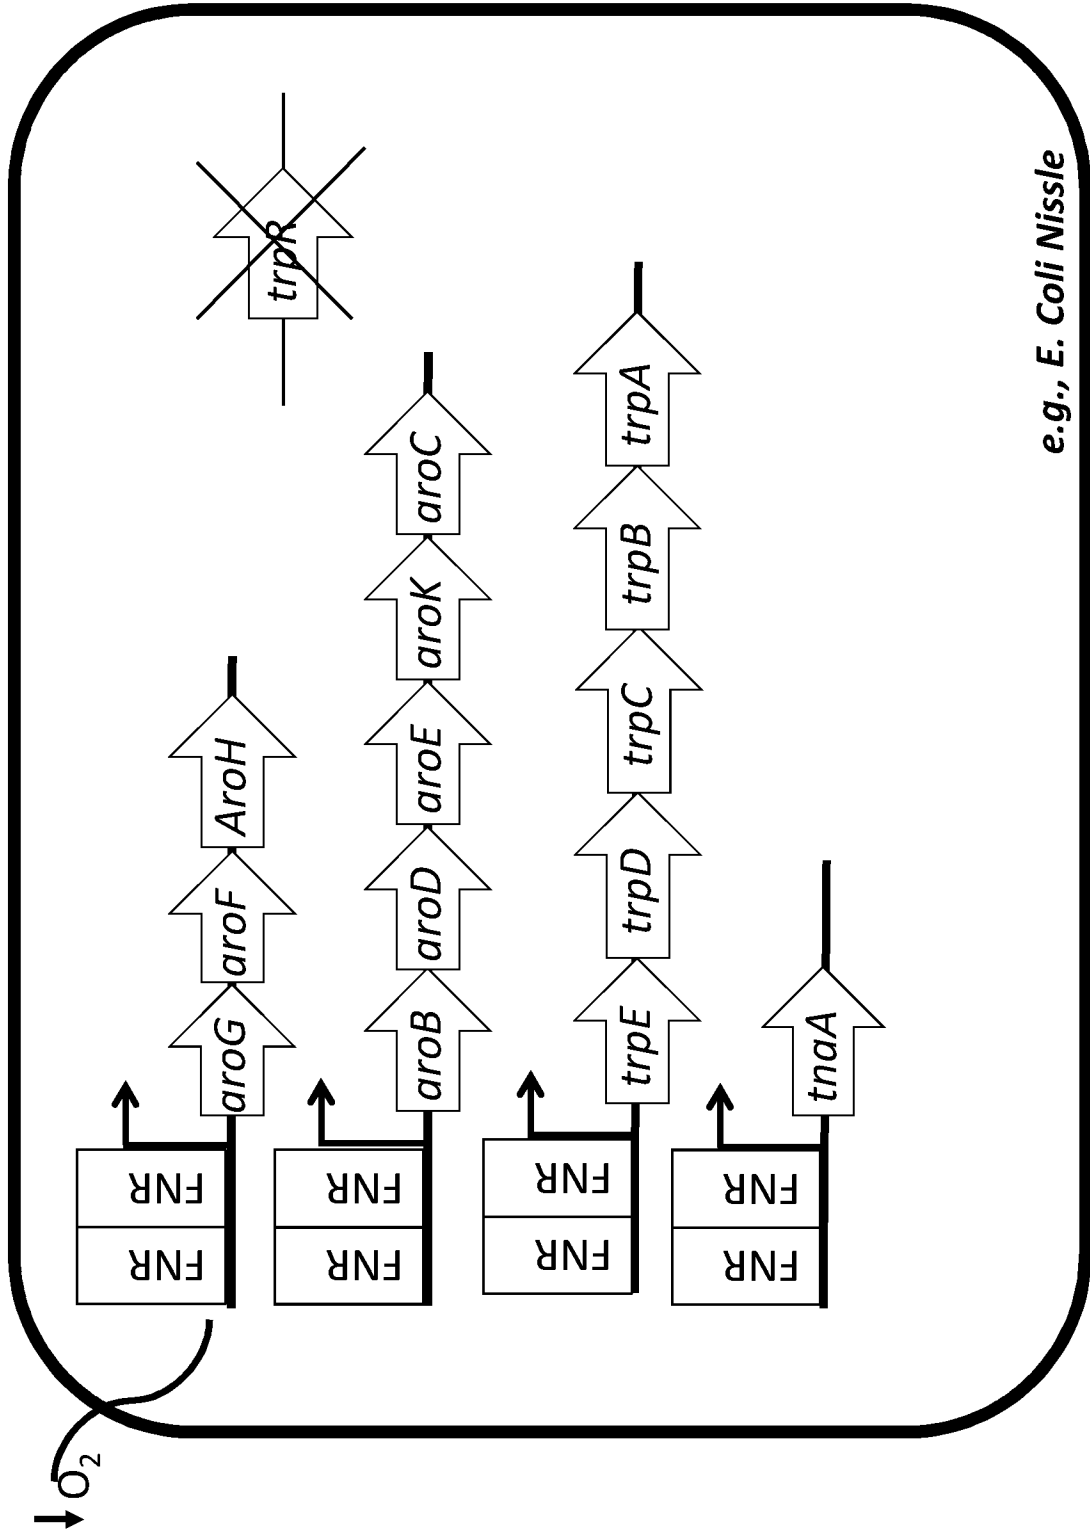 O2
FNR FNR aroG aroF AroH
trpR
FNR FNR aroB aroD aroE aroK aroC
FNR FNR trpE trpD trpC trpB trpA
FNR FNR tnaA
e.g., E. Coli Nissle